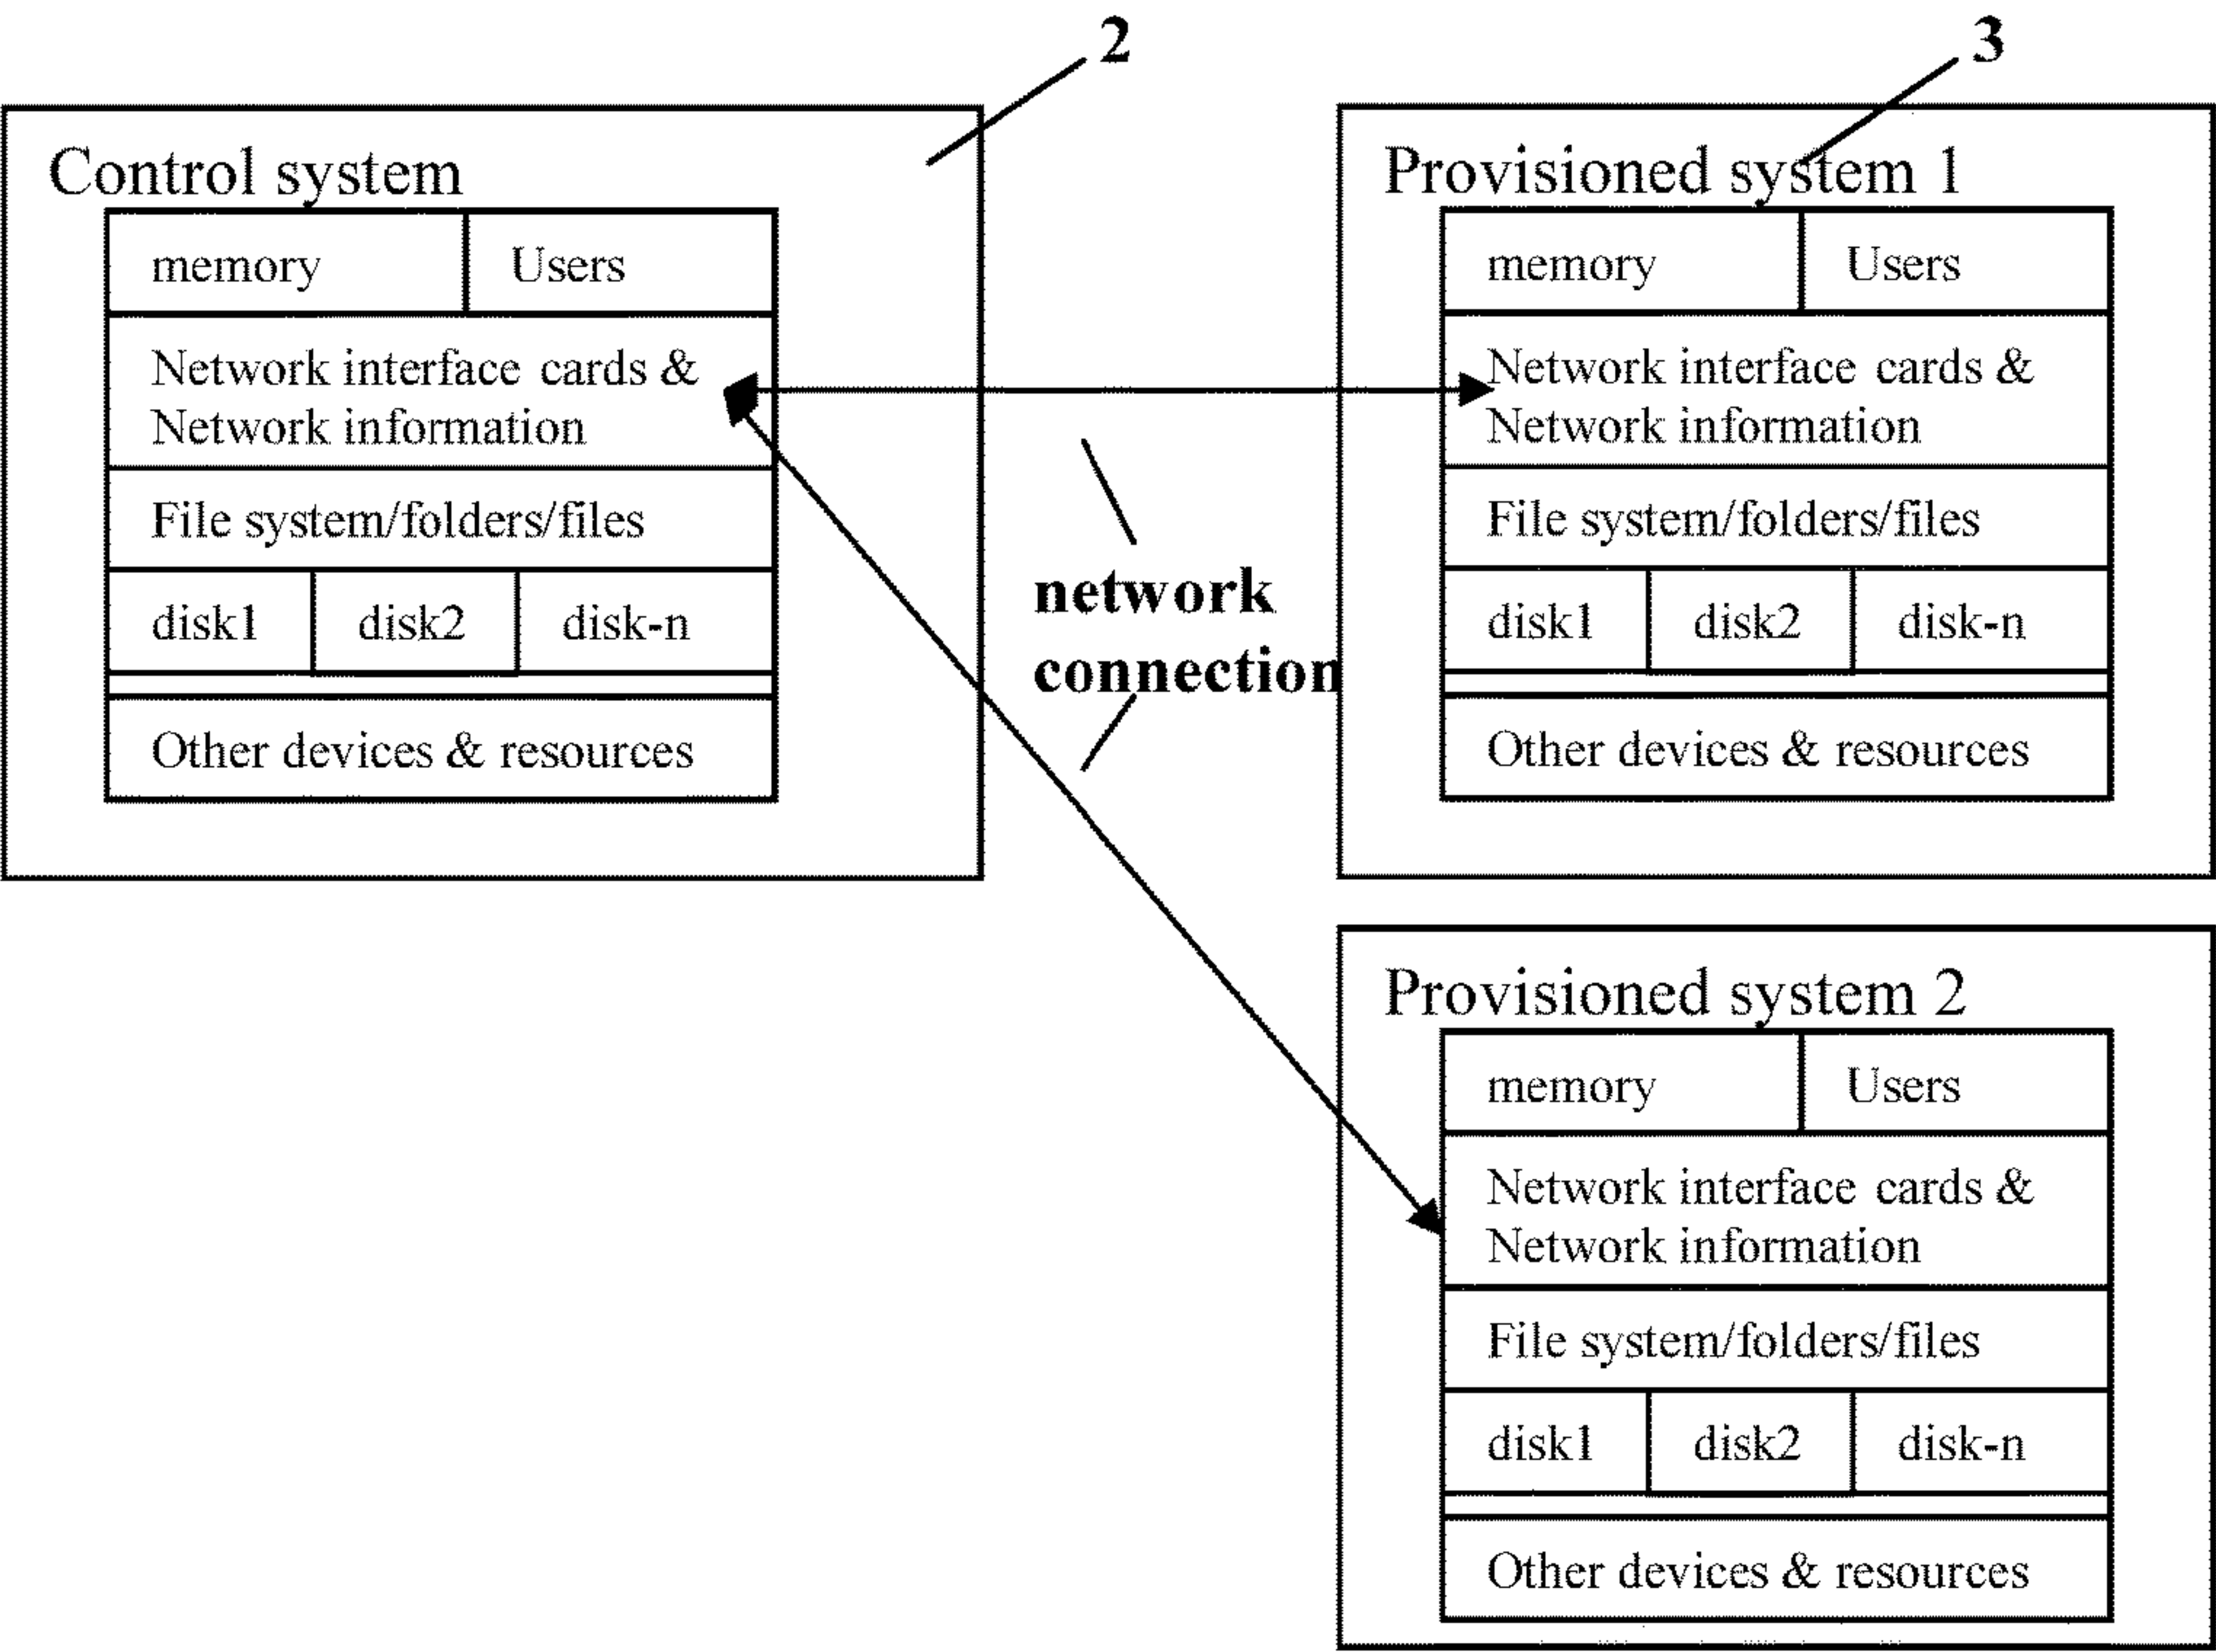 2
3
Control system
memory
Users
Network interface cards &
Network information
File system/folders/files
disk1
disk2
disk-n
Other devices & resources
network
connection
Provisioned system 1
memory
Users
Network interface cards &
Network information
File system/folders/files
disk1
disk2
disk-n
Other devices & resources
Provisioned system 2
memory
Users
Network interface cards &
Network information
File system/folders/files
disk1
disk2
disk-n
Other devices & resources